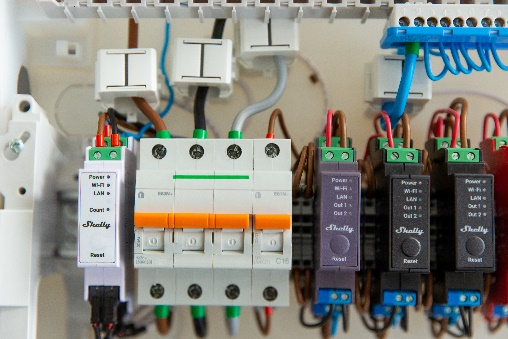 Power
Wi-Fi
LAN
Count
Shelly
Reset
C16
Power
Wi-Fi
LAN
Out 1
Out 2
Shelly
Reset
Power
Wi-Fi
LAN
Out 1
Out 2
Shelly
Reset
Power
Wi-Fi
LAN
Out 1
Out 2
Shelly
Reset